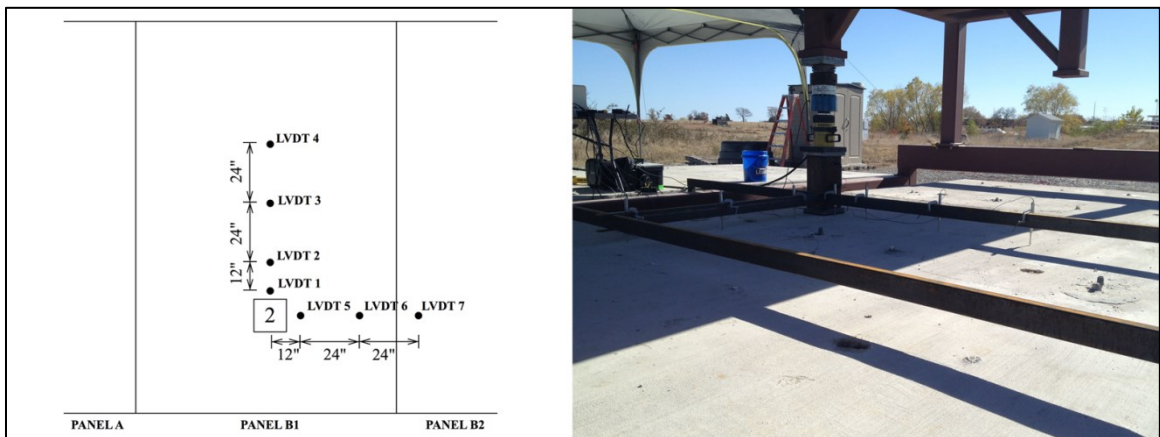 LVDT 4
24"
LVDT 3
24"
LVDT 2
12"
LVDT 1
2
LVDT 5
LVDT 6
LVDT 7
12"
24"
24"
PANEL A
PANEL B1
PANEL B2